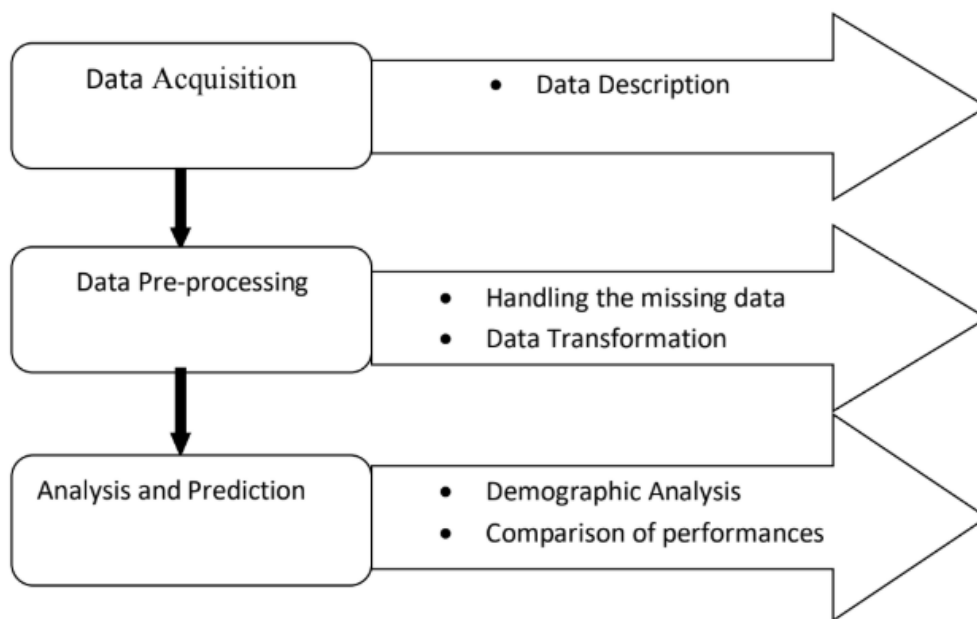 Data Acquisition
• Data Description
Data Pre-processing
• Handling the missing data
• Data Transformation
Analysis and Prediction
• Demographic Analysis
• Comparison of performances